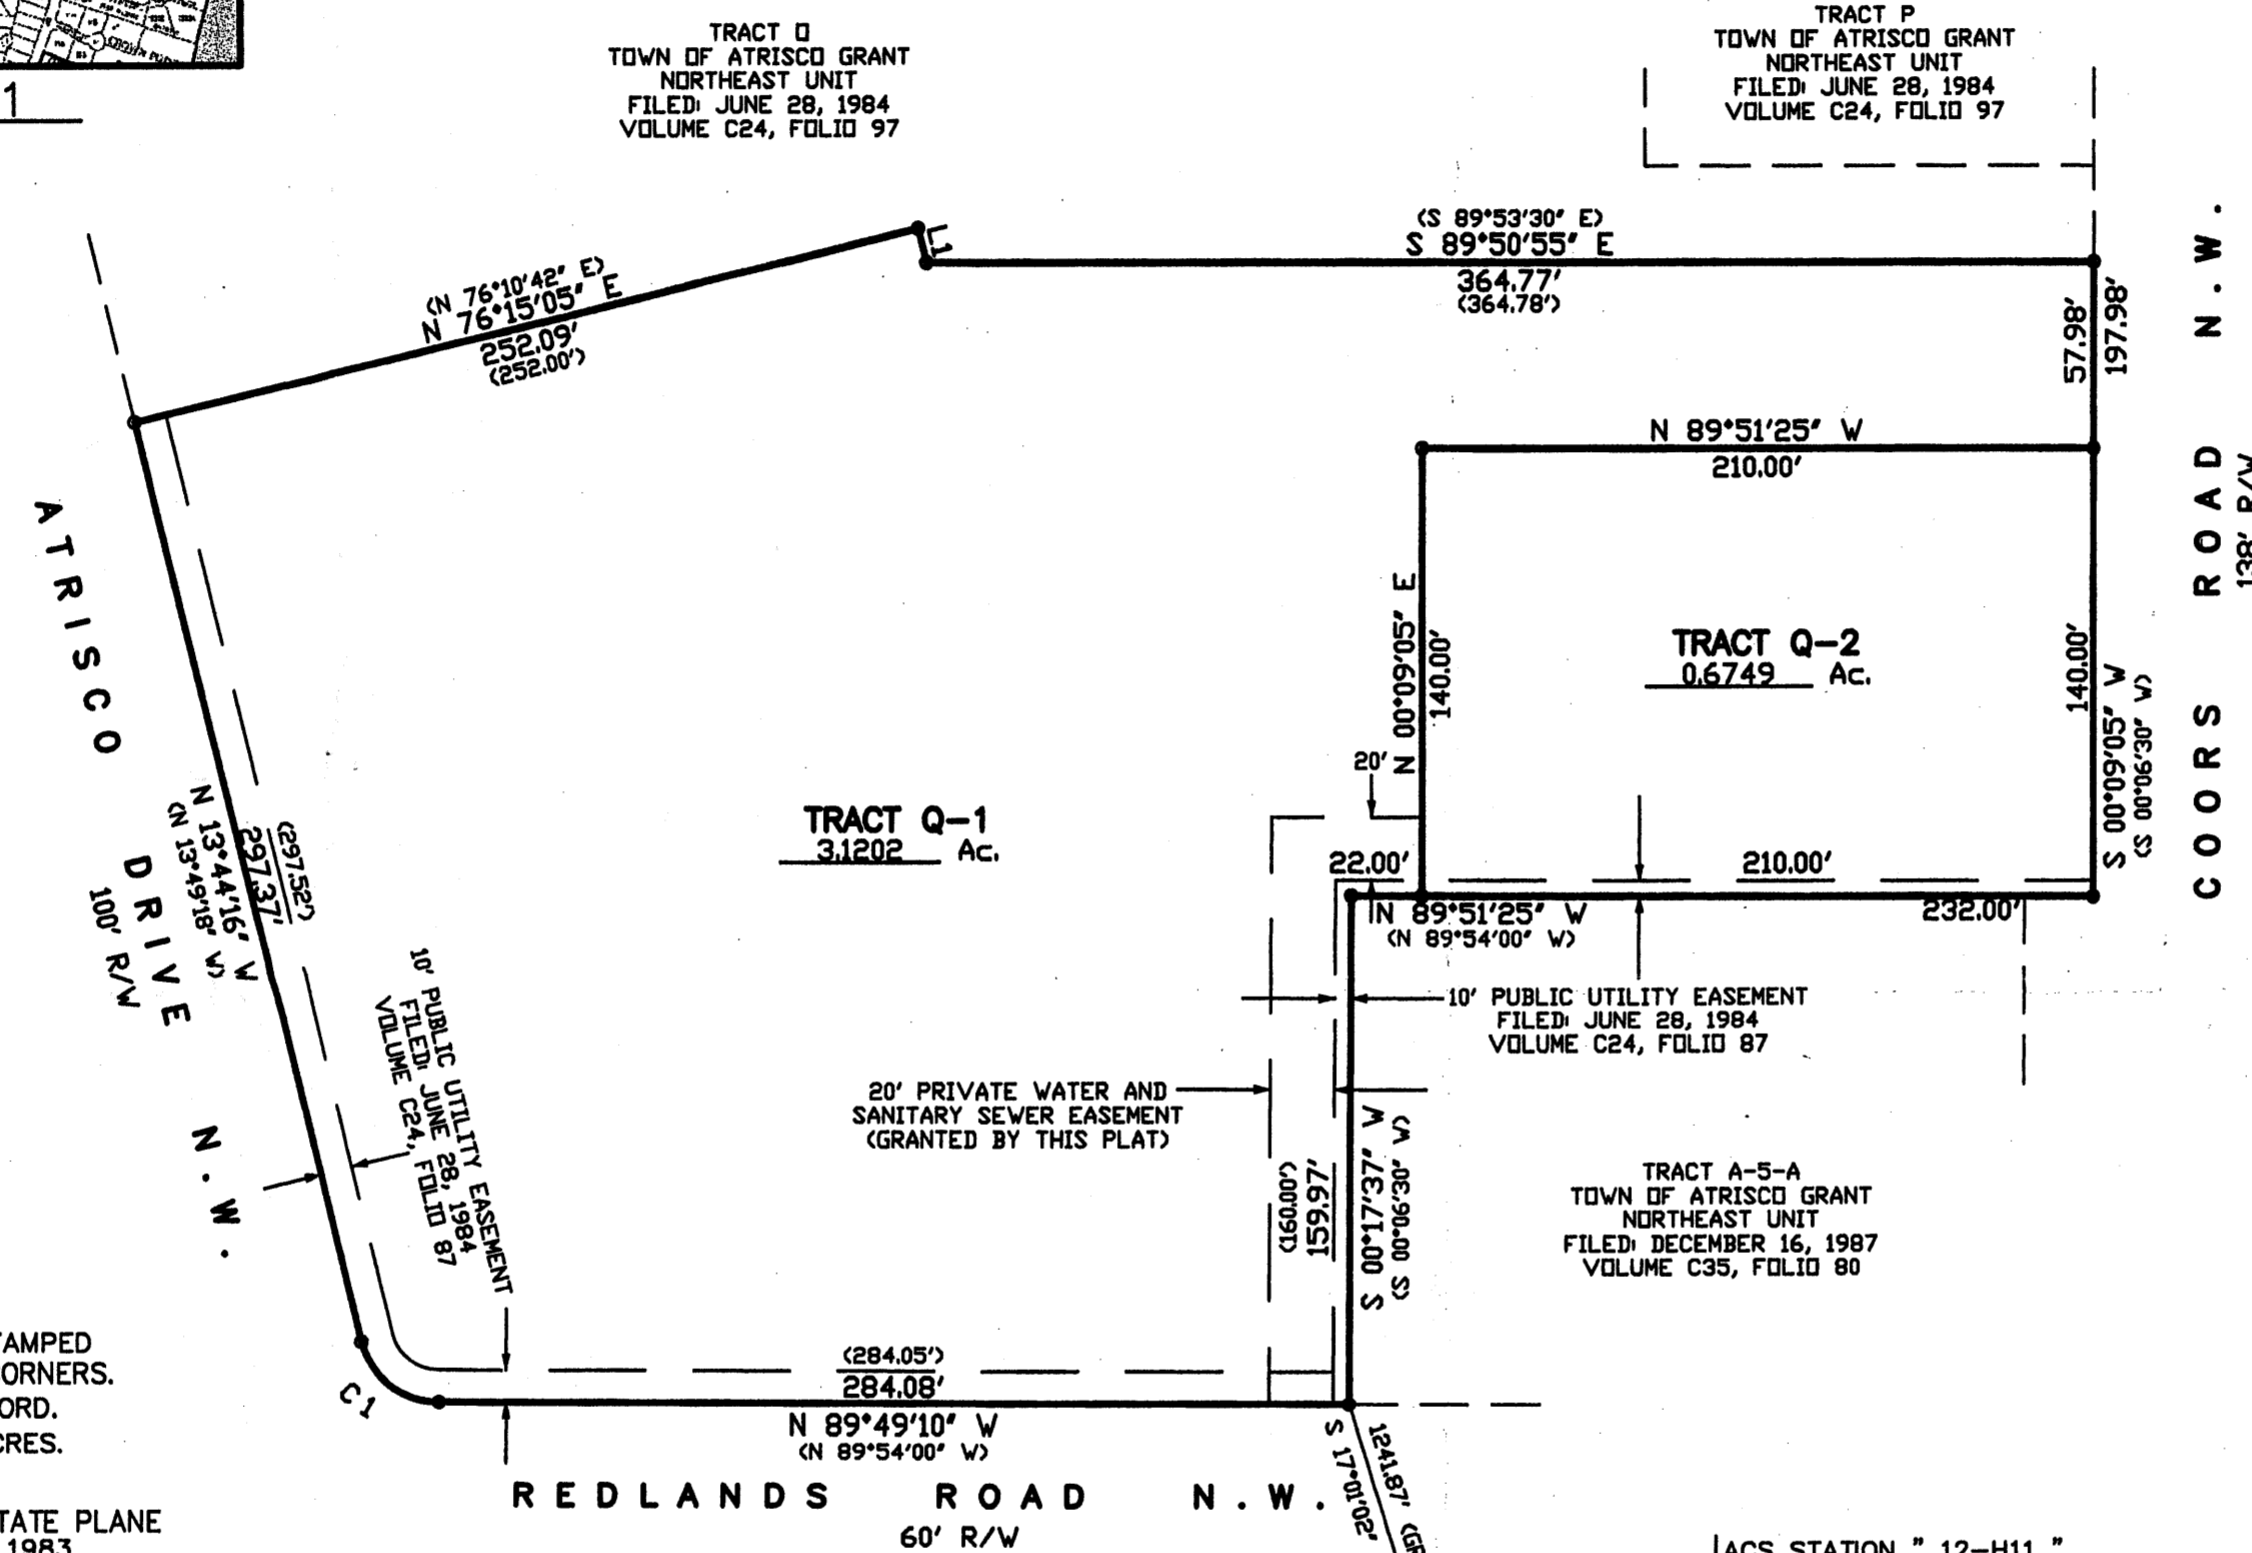 1
TRACT O
TOWN OF ATRISCO GRANT
NORTHEAST UNIT
FILED: JUNE 28, 1984
VOLUME C24, FOLIO 97
TRACT P
TOWN OF ATRISCO GRANT
NORTHEAST UNIT
FILED: JUNE 28, 1984
VOLUME C24, FOLIO 97
(N 76°10'42" E)
N 76°15'05" E
252.09'
(252.00')
L1
(S 89°53'30" E)
S 89°50'55" E
364.77'
(364.78')
57.98'
197.98'
N 89°51'25" W
210.00'
N 00°09'05" E
140.00'
TRACT Q-2
0.6749 Ac.
140.00'
S 00°09'05" W
(S 00°06'30" W)
COORS ROAD N.W.
138' R/W
ATRISCO DRIVE N.W.
100' R/W
N 13°44'16" W
(N 13°49'18" W)
297.37'
(297.52')
TRACT Q-1
3.1202 Ac.
20'
22.00'
210.00'
N 89°51'25" W
(N 89°54'00" W)
232.00'
10' PUBLIC UTILITY EASEMENT
FILED: JUNE 28, 1984
VOLUME C24, FOLIO 87
10' PUBLIC UTILITY EASEMENT
FILED: JUNE 28, 1984
VOLUME C24, FOLIO 87
20' PRIVATE WATER AND
SANITARY SEWER EASEMENT
(GRANTED BY THIS PLAT)
(160.00')
159.97'
S 00°17'37" W
(S 00°06'30" W)
TRACT A-5-A
TOWN OF ATRISCO GRANT
NORTHEAST UNIT
FILED: DECEMBER 16, 1987
VOLUME C35, FOLIO 80
C1
(284.05')
284.08'
N 89°49'10" W
(N 89°54'00" W)
REDLANDS ROAD N.W.
60' R/W
S 17°01'02"
1241.87' (GR
TAMPED
ORNERS.
ORD.
CRES.
TATE PLANE
1983
ACS STATION " 12-H11 "